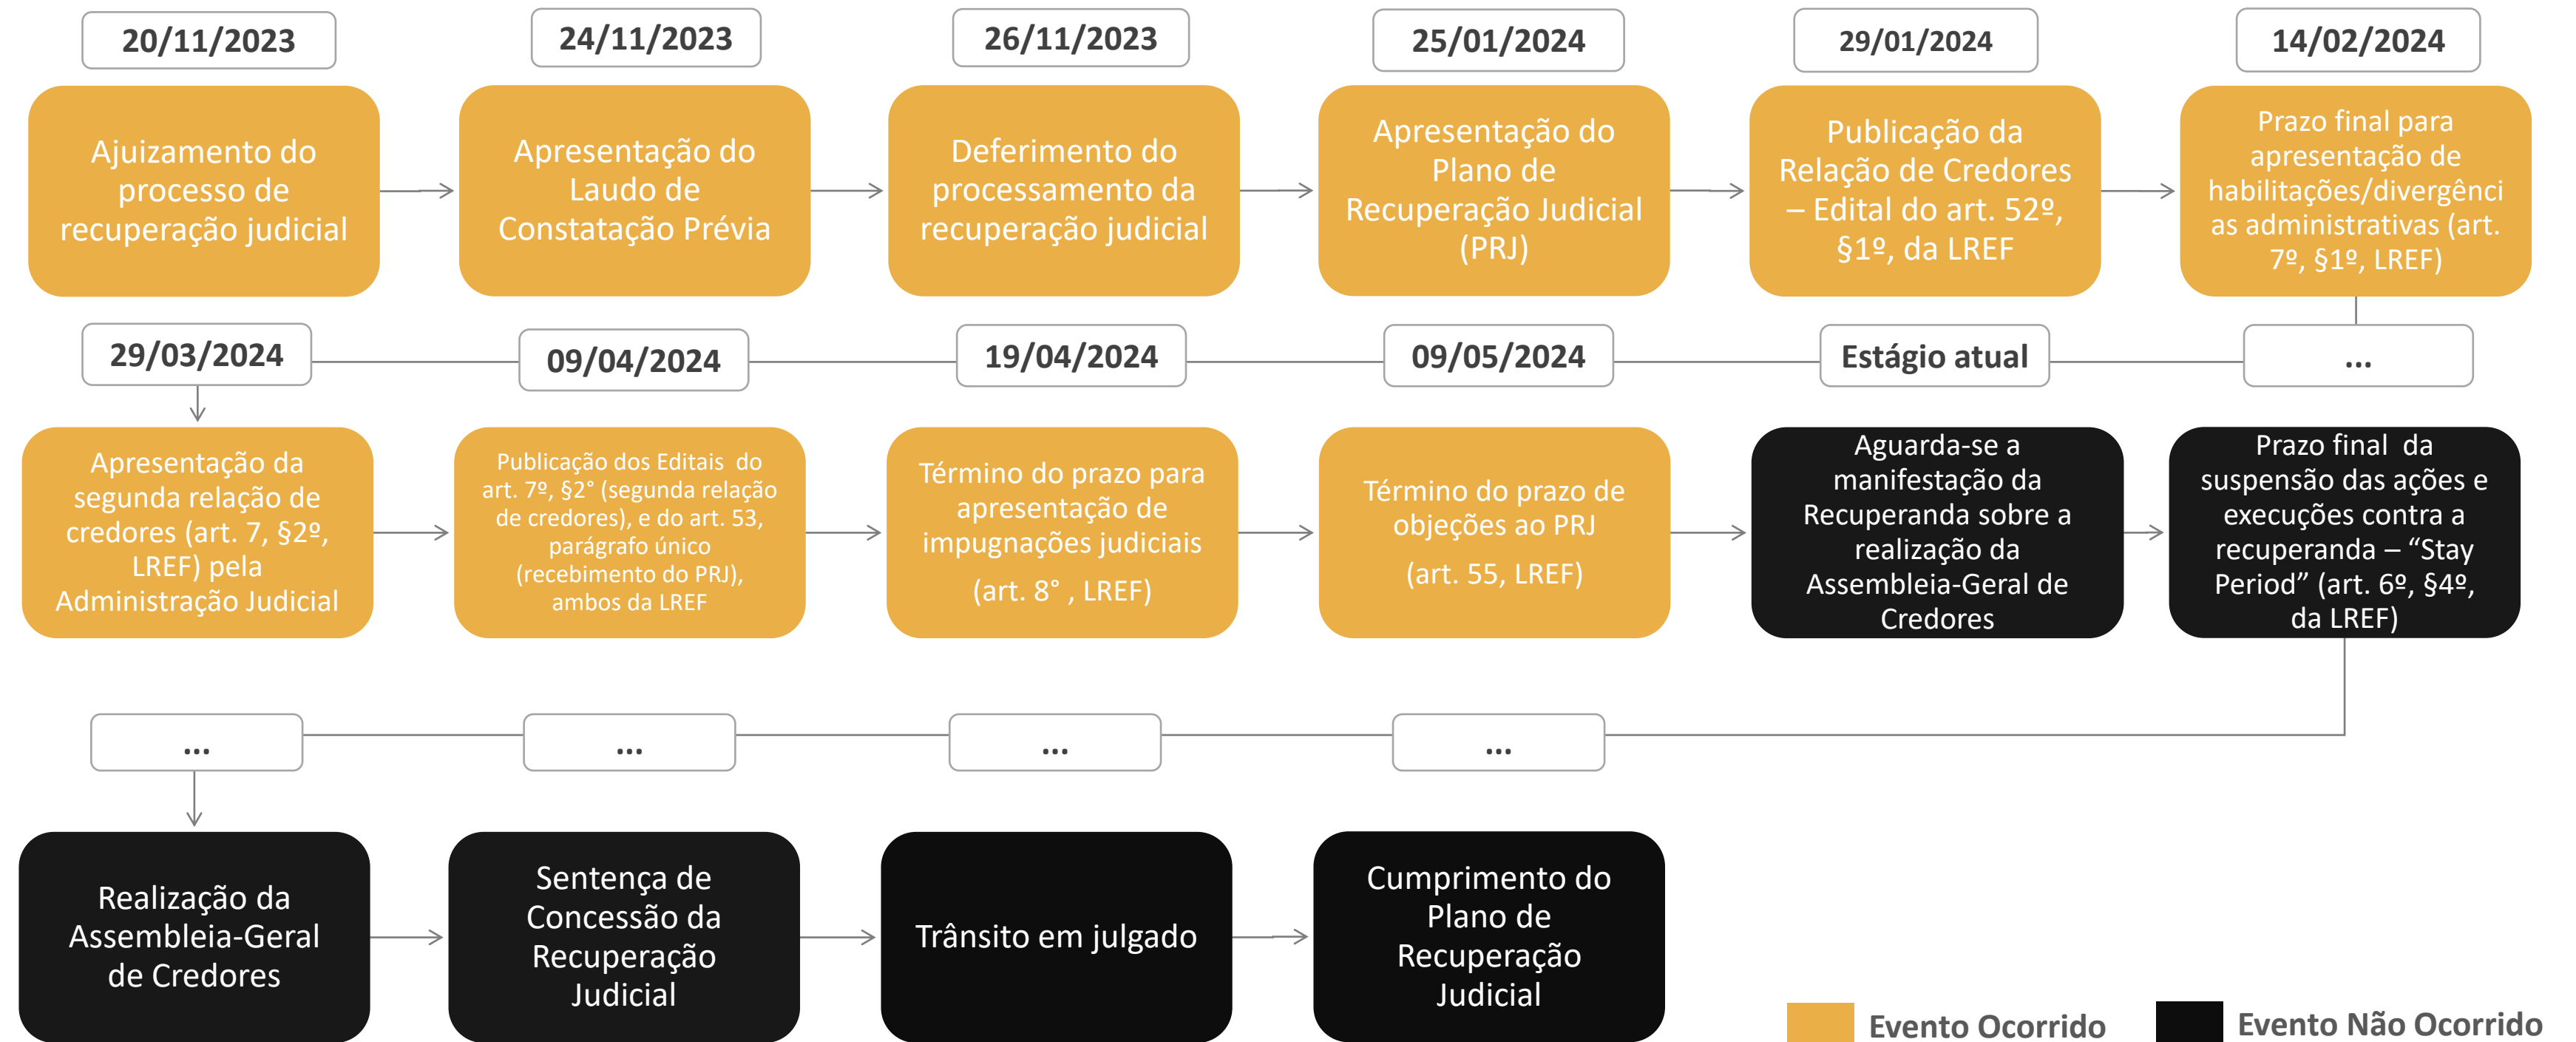 20/11/2023
24/11/2023
26/11/2023
25/01/2024
29/01/2024
14/02/2024
Ajuizamento do
processo de
recuperação judicial
Apresentação do
Laudo de
Constatação Prévia
Deferimento do
processamento da
recuperação judicial
Apresentação do
Plano de
Recuperação Judicial
(PRJ)
Publicação da
Relação de Credores
– Edital do art. 52º,
§1º, da LREF
Prazo final para
apresentação de
habilitações/divergênci
as administrativas (art.
7º, §1º, LREF)
29/03/2024
09/04/2024
19/04/2024
09/05/2024
Estágio atual
...
Apresentação da
segunda relação de
credores (art. 7, §2º,
LREF) pela
Administração Judicial
Publicação dos Editais do
art. 7º, §2° (segunda relação
de credores), e do art. 53,
parágrafo único
(recebimento do PRJ),
ambos da LREF
Término do prazo para
apresentação de
impugnações judiciais
(art. 8° , LREF)
Término do prazo de
objeções ao PRJ
(art. 55, LREF)
Aguarda-se a
manifestação da
Recuperanda sobre a
realização da
Assembleia-Geral de
Credores
Prazo final da
suspensão das ações e
execuções contra a
recuperanda – “Stay
Period” (art. 6º, §4º,
da LREF)
...
...
...
...
Realização da
Assembleia-Geral
de Credores
Sentença de
Concessão da
Recuperação
Judicial
Trânsito em julgado
Cumprimento do
Plano de
Recuperação
Judicial
Evento Ocorrido
Evento Não Ocorrido